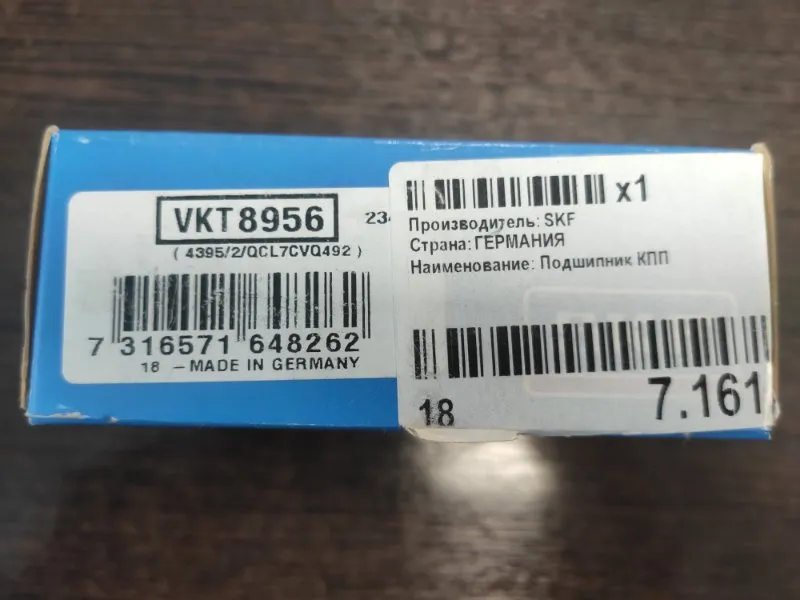 VKT8956
234
( 4395/2/QCL7CVQ492 )
7 316571 648262
18 – MADE IN GERMANY
x1
Производитель: SKF
Страна: ГЕРМАНИЯ
Наименование: Подшипник КПП
18
7.161